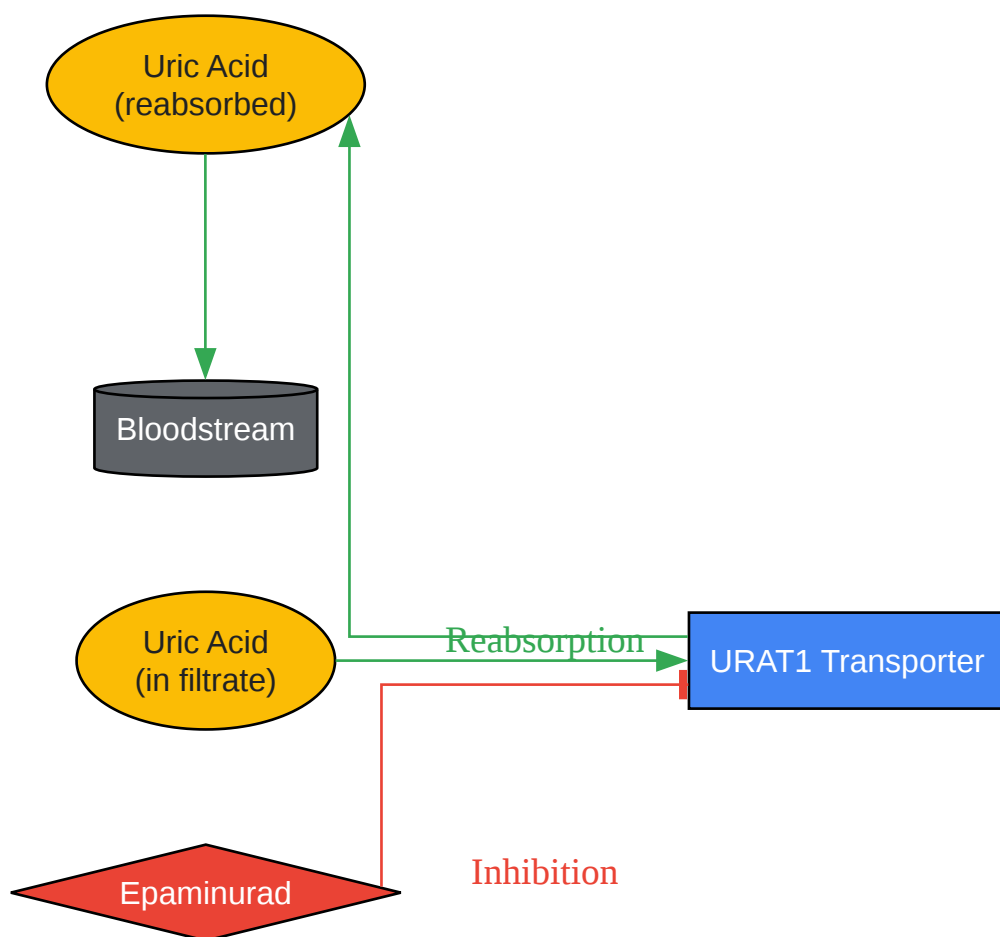 Uric Acid
(reabsorbed)
Bloodstream
Uric Acid
(in filtrate)
Reabsorption
URAT1 Transporter
Epaminurad
Inhibition